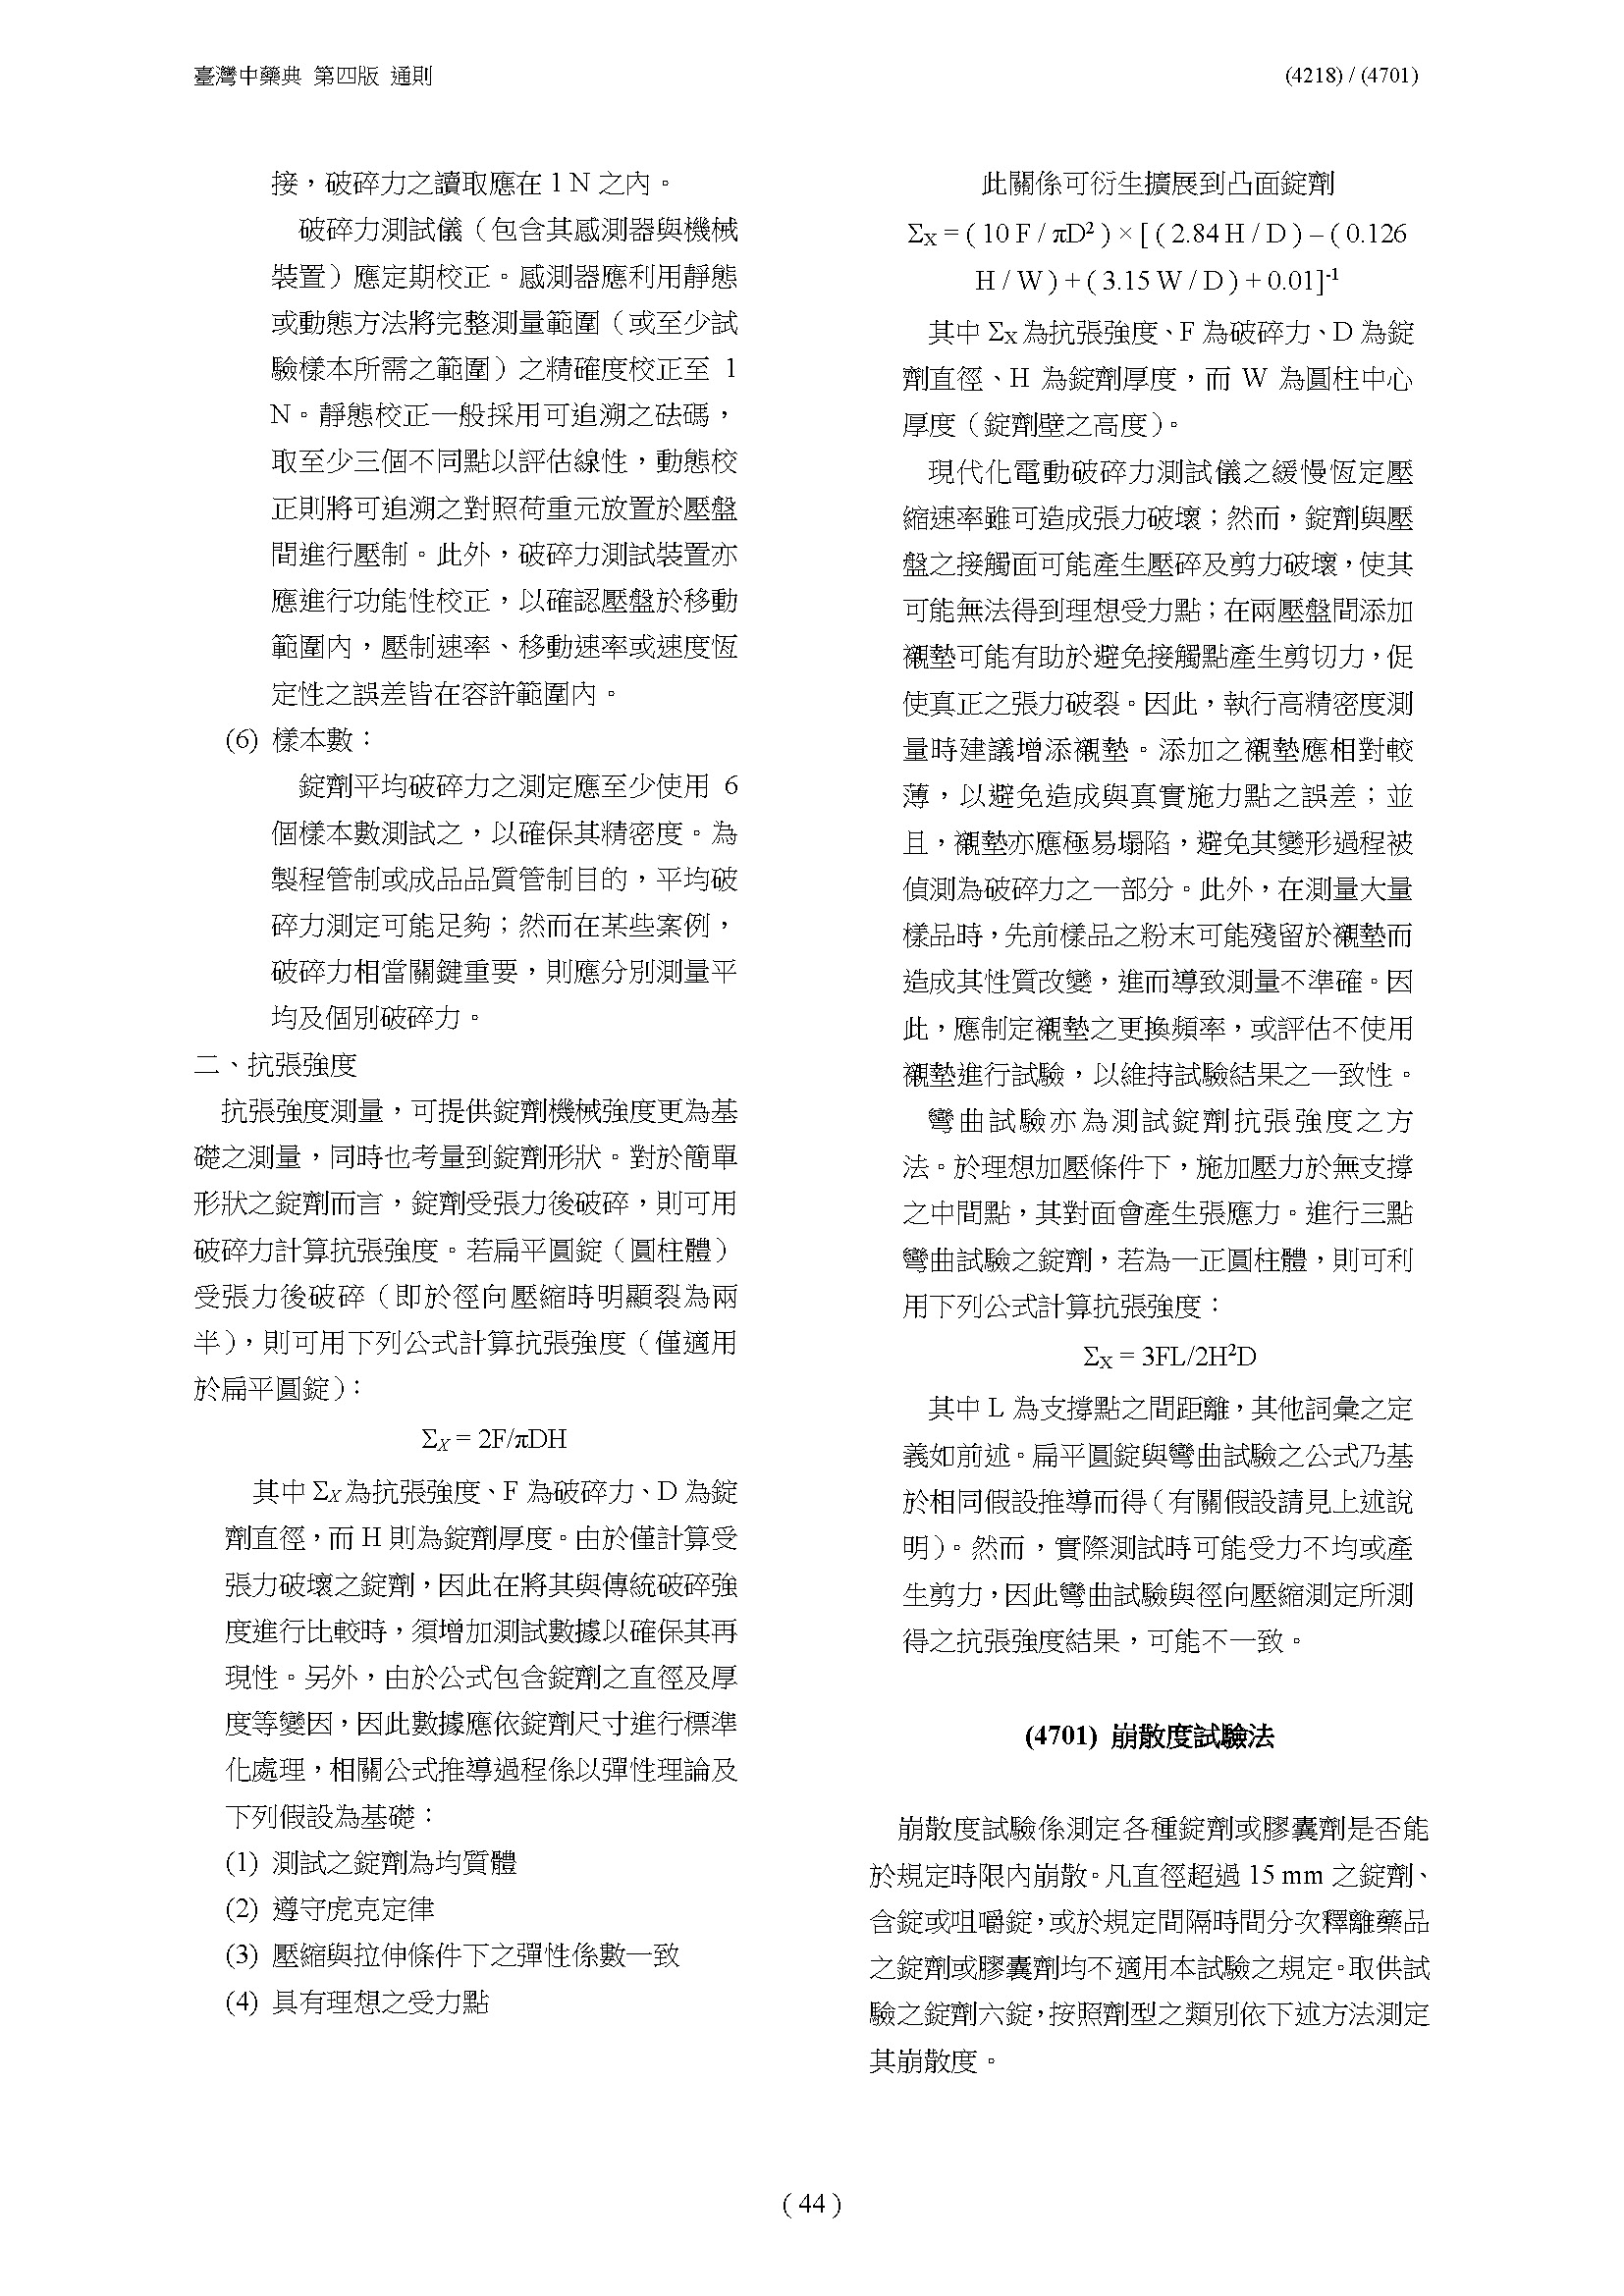 臺灣中藥典 第四版 通則
(4218) / (4701)
接，破碎力之讀取應在 1 N 之內。
破碎力測試儀（包含其感測器與機械
裝置）應定期校正。感測器應利用靜態
或動態方法將完整測量範圍（或至少試
驗樣本所需之範圍）之精確度校正至 1
N。靜態校正一般採用可追溯之砝碼，
取至少三個不同點以評估線性，動態校
正則將可追溯之對照荷重元放置於壓盤
間進行壓制。此外，破碎力測試裝置亦
應進行功能性校正，以確認壓盤於移動
範圍內，壓制速率、移動速率或速度恆
定性之誤差皆在容許範圍內。
(6) 樣本數：
錠劑平均破碎力之測定應至少使用 6
個樣本數測試之，以確保其精密度。為
製程管制或成品品質管制目的，平均破
碎力測定可能足夠；然而在某些案例，
破碎力相當關鍵重要，則應分別測量平
均及個別破碎力。
二、抗張強度
抗張強度測量，可提供錠劑機械強度更為基
礎之測量，同時也考量到錠劑形狀。對於簡單
形狀之錠劑而言，錠劑受張力後破碎，則可用
破碎力計算抗張強度。若扁平圓錠（圓柱體）
受張力後破碎（即於徑向壓縮時明顯裂為兩
半），則可用下列公式計算抗張強度（僅適用
於扁平圓錠）：
Σx = 2F/πDH
其中 Σx 為抗張強度、F 為破碎力、D 為錠
劑直徑，而 H 則為錠劑厚度。由於僅計算受
張力破壞之錠劑，因此在將其與傳統破碎強
度進行比較時，須增加測試數據以確保其再
現性。另外，由於公式包含錠劑之直徑及厚
度等變因，因此數據應依錠劑尺寸進行標準
化處理，相關公式推導過程係以彈性理論及
下列假設為基礎：
(1) 測試之錠劑為均質體
(2) 遵守虎克定律
(3) 壓縮與拉伸條件下之彈性係數一致
(4) 具有理想之受力點
此關係可衍生擴展到凸面錠劑
Σx = ( 10 F / πD² ) × [ ( 2.84 H / D ) – ( 0.126
H / W ) + ( 3.15 W / D ) + 0.01]⁻¹
其中 Σx 為抗張強度、F 為破碎力、D 為錠
劑直徑、H 為錠劑厚度，而 W 為圓柱中心
厚度（錠劑壁之高度）。
現代化電動破碎力測試儀之緩慢恆定壓
縮速率雖可造成張力破壞；然而，錠劑與壓
盤之接觸面可能產生壓碎及剪力破壞，使其
可能無法得到理想受力點；在兩壓盤間添加
襯墊可能有助於避免接觸點產生剪切力，促
使真正之張力破裂。因此，執行高精密度測
量時建議增添襯墊。添加之襯墊應相對較
薄，以避免造成與真實施力點之誤差；並
且，襯墊亦應極易塌陷，避免其變形過程被
偵測為破碎力之一部分。此外，在測量大量
樣品時，先前樣品之粉末可能殘留於襯墊而
造成其性質改變，進而導致測量不準確。因
此，應制定襯墊之更換頻率，或評估不使用
襯墊進行試驗，以維持試驗結果之一致性。
彎曲試驗亦為測試錠劑抗張強度之方
法。於理想加壓條件下，施加壓力於無支撐
之中間點，其對面會產生張應力。進行三點
彎曲試驗之錠劑，若為一正圓柱體，則可利
用下列公式計算抗張強度：
Σx = 3FL/2H²D
其中 L 為支撐點之間距離，其他詞彙之定
義如前述。扁平圓錠與彎曲試驗之公式乃基
於相同假設推導而得（有關假設請見上述說
明）。然而，實際測試時可能受力不均或產
生剪力，因此彎曲試驗與徑向壓縮測定所測
得之抗張強度結果，可能不一致。
(4701) 崩散度試驗法
崩散度試驗係測定各種錠劑或膠囊劑是否能
於規定時限內崩散。凡直徑超過 15 mm 之錠劑、
含錠或咀嚼錠，或於規定間隔時間分次釋離藥品
之錠劑或膠囊劑均不適用本試驗之規定。取供試
驗之錠劑六錠，按照劑型之類別依下述方法測定
其崩散度。
( 44 )